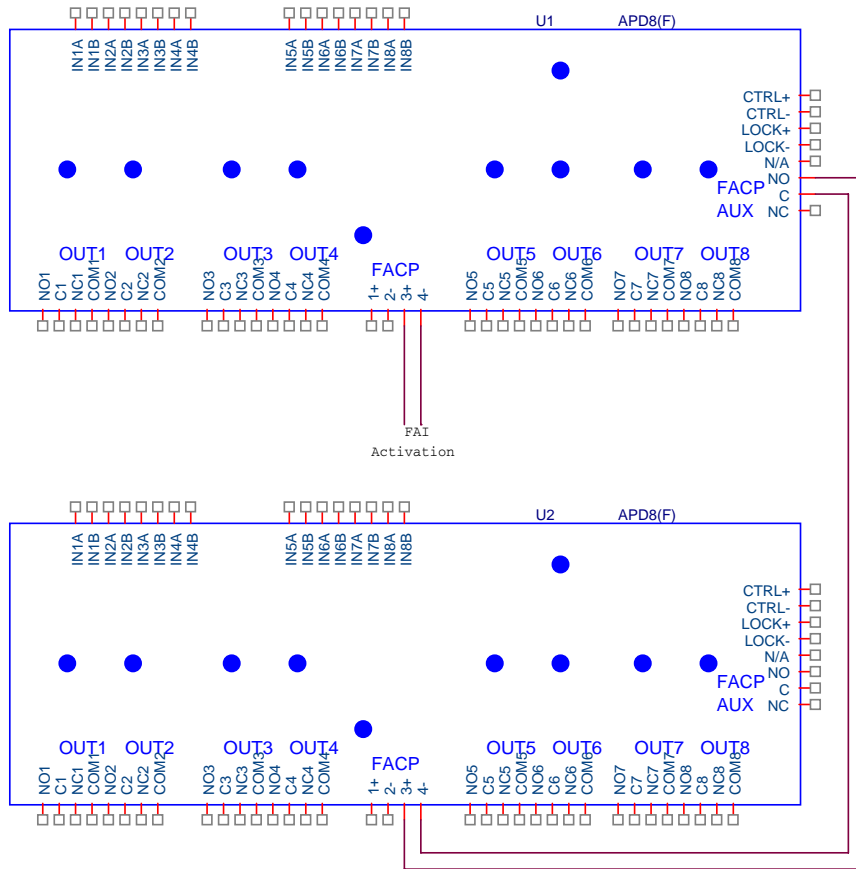 U1 APD8(F)
IN1A
IN1B
IN2A
IN2B
IN3A
IN3B
IN4A
IN4B
IN5A
IN5B
IN6A
IN6B
IN7A
IN7B
IN8A
IN8B
CTRL+
CTRL-
LOCK+
LOCK-
N/A
NO
C
NC
FACP
AUX
OUT1 OUT2 OUT3 OUT4 OUT5 OUT6 OUT7 OUT8
FACP
NO1
C1
NC1
COM1
NO2
C2
NC2
COM2
NO3
C3
NC3
COM3
NO4
C4
NC4
COM4
1+
2-
3+
4-
NO5
C5
NC5
COM5
NO6
C6
NC6
COM6
NO7
C7
NC7
COM7
NO8
C8
NC8
COM8
FAI
Activation
U2 APD8(F)
IN1A
IN1B
IN2A
IN2B
IN3A
IN3B
IN4A
IN4B
IN5A
IN5B
IN6A
IN6B
IN7A
IN7B
IN8A
IN8B
CTRL+
CTRL-
LOCK+
LOCK-
N/A
NO
C
NC
FACP
AUX
OUT1 OUT2 OUT3 OUT4 OUT5 OUT6 OUT7 OUT8
FACP
NO1
C1
NC1
COM1
NO2
C2
NC2
COM2
NO3
C3
NC3
COM3
NO4
C4
NC4
COM4
1+
2-
3+
4-
NO5
C5
NC5
COM5
NO6
C6
NC6
COM6
NO7
C7
NC7
COM7
NO8
C8
NC8
COM8